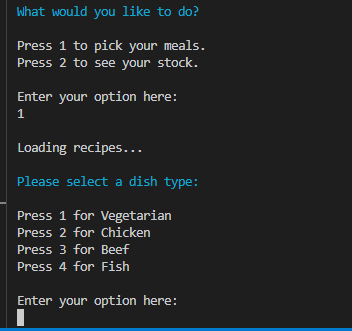 What would you like to do?
Press 1 to pick your meals.
Press 2 to see your stock.
Enter your option here:
1
Loading recipes...
Please select a dish type:
Press 1 for Vegetarian
Press 2 for Chicken
Press 3 for Beef
Press 4 for Fish
Enter your option here: